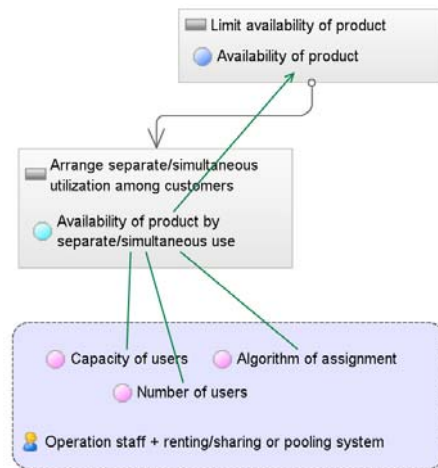 Limit availability of product
Availability of product
Arrange separate/simultaneous
utilization among customers
Availability of product by
separate/simultaneous use
Capacity of users
Algorithm of assignment
Number of users
Operation staff + renting/sharing or pooling system